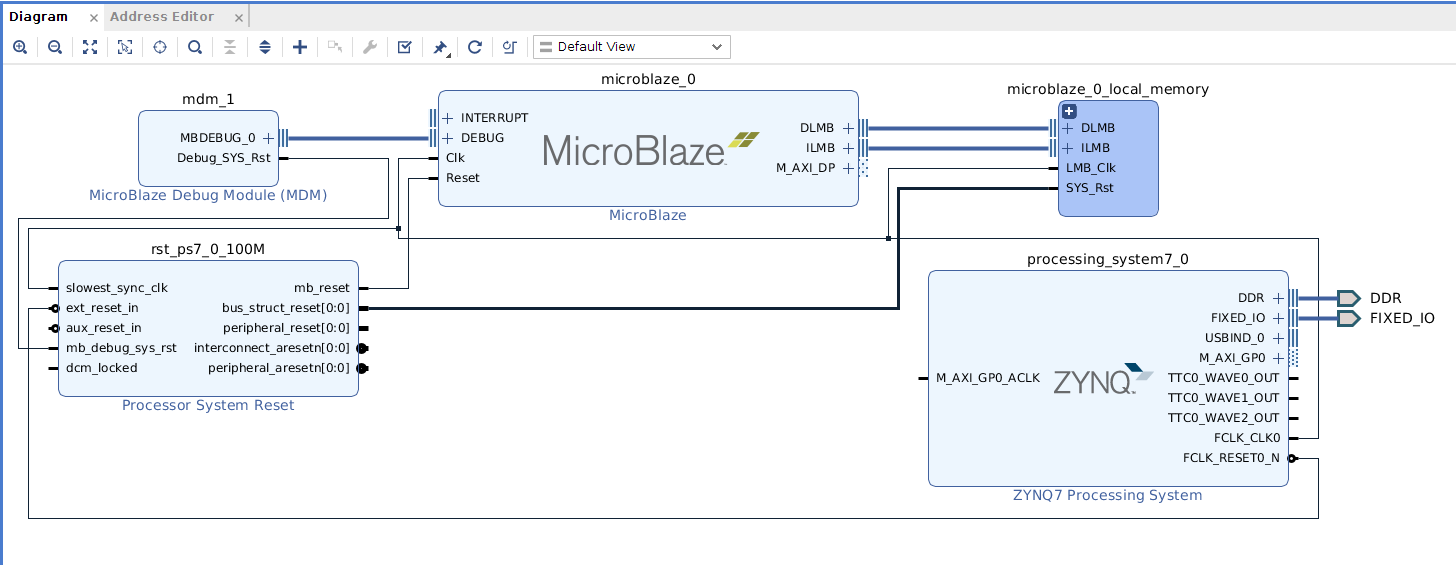 Diagram
Address Editor
Default View
mdm_1
MBDEBUG_0
Debug_SYS_Rst
MicroBlaze Debug Module (MDM)
microblaze_0
INTERRUPT
DEBUG
Clk
Reset
MicroBlaze
DLMB
ILMB
M_AXI_DP
MicroBlaze
microblaze_0_local_memory
DLMB
ILMB
LMB_Clk
SYS_Rst
rst_ps7_0_100M
slowest_sync_clk
ext_reset_in
aux_reset_in
mb_debug_sys_rst
dcm_locked
mb_reset
bus_struct_reset[0:0]
peripheral_reset[0:0]
interconnect_aresetn[0:0]
peripheral_aresetn[0:0]
Processor System Reset
processing_system7_0
M_AXI_GP0_ACLK
ZYNQ
DDR
FIXED_IO
USBIND_0
M_AXI_GP0
TTC0_WAVE0_OUT
TTC0_WAVE1_OUT
TTC0_WAVE2_OUT
FCLK_CLK0
FCLK_RESET0_N
ZYNQ7 Processing System
DDR
FIXED_IO